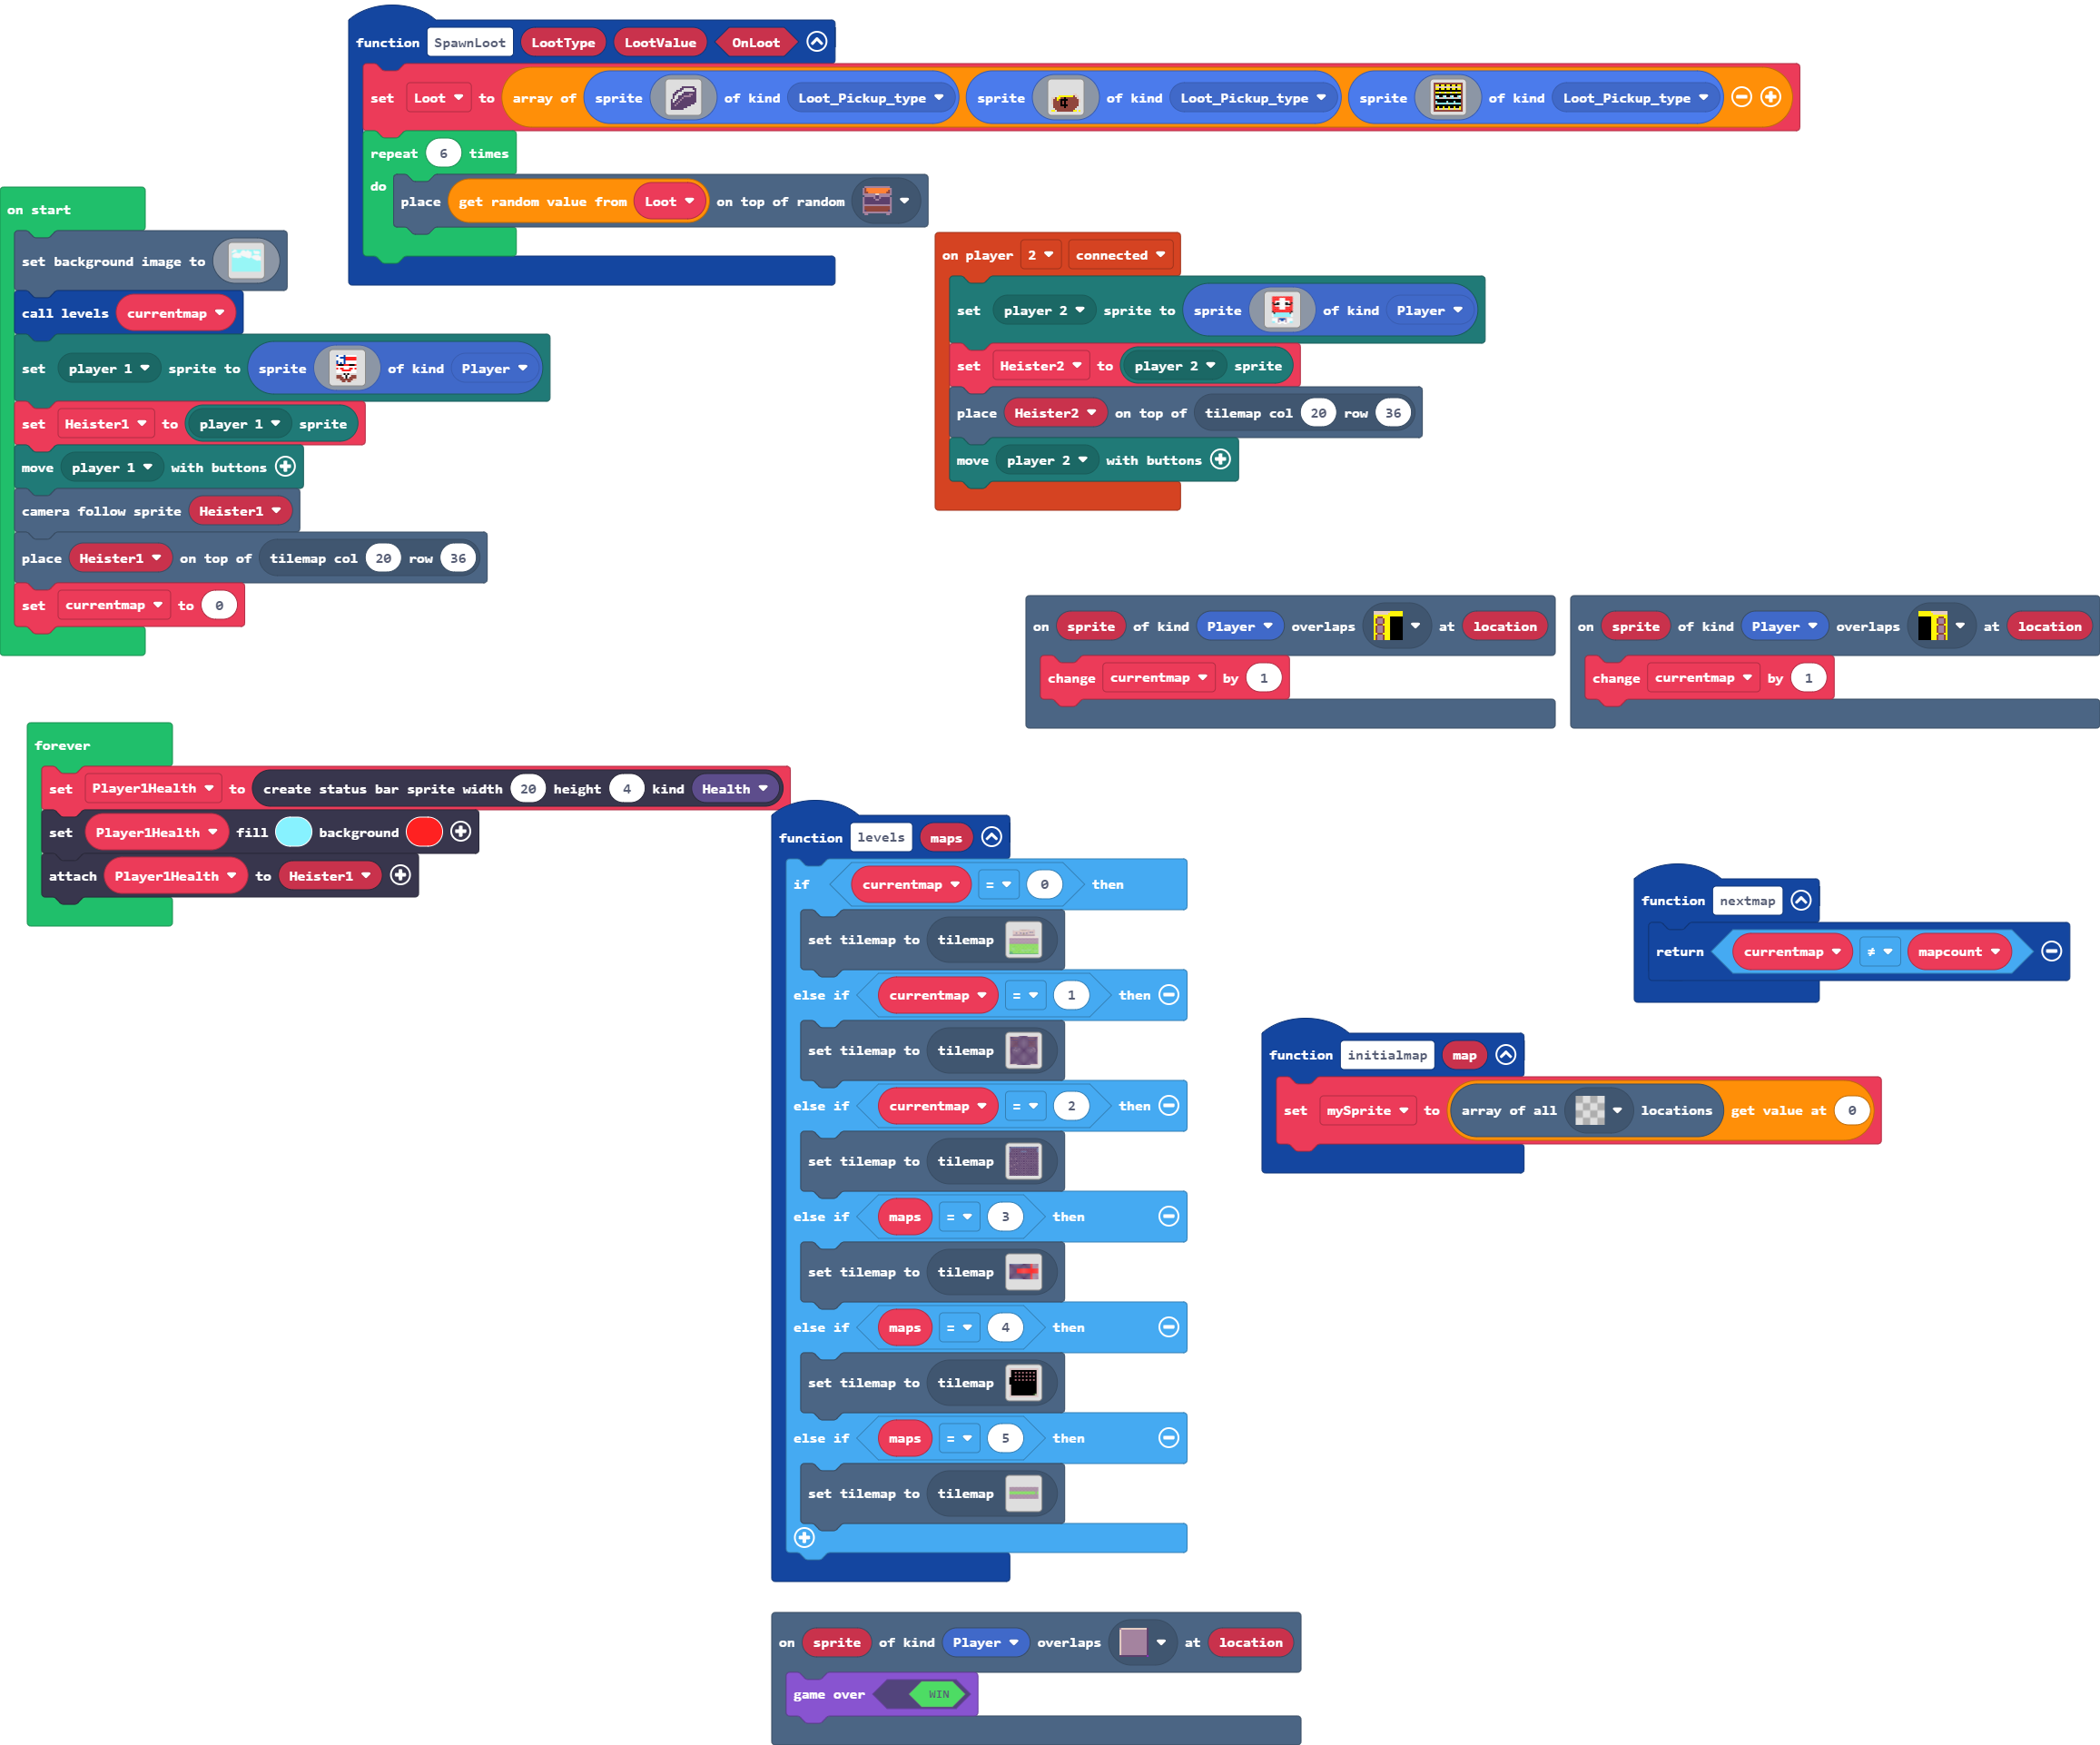 function SpawnLoot LootType LootValue OnLoot
set Loot to array of sprite of kind Loot_Pickup_type sprite of kind Loot_Pickup_type sprite of kind Loot_Pickup_type
repeat 6 times
do
place get random value from Loot on top of random
on start
set background image to
call levels currentmap
set player 1 sprite to sprite of kind Player
set Heister1 to player 1 sprite
move player 1 with buttons
camera follow sprite Heister1
place Heister1 on top of tilemap col 20 row 36
set currentmap to 0
on player 2 connected
set player 2 sprite to sprite of kind Player
set Heister2 to player 2 sprite
place Heister2 on top of tilemap col 20 row 36
move player 2 with buttons
on sprite of kind Player overlaps at location
change currentmap by 1
on sprite of kind Player overlaps at location
change currentmap by 1
forever
set Player1Health to create status bar sprite width 20 height 4 kind Health
set Player1Health fill background
attach Player1Health to Heister1
function levels maps
if currentmap = 0 then
set tilemap to tilemap
else if currentmap = 1 then
set tilemap to tilemap
else if currentmap = 2 then
set tilemap to tilemap
else if maps = 3 then
set tilemap to tilemap
else if maps = 4 then
set tilemap to tilemap
else if maps = 5 then
set tilemap to tilemap
function nextmap
return currentmap ≠ mapcount
function initialmap map
set mySprite to array of all locations get value at 0
on sprite of kind Player overlaps at location
game over WIN